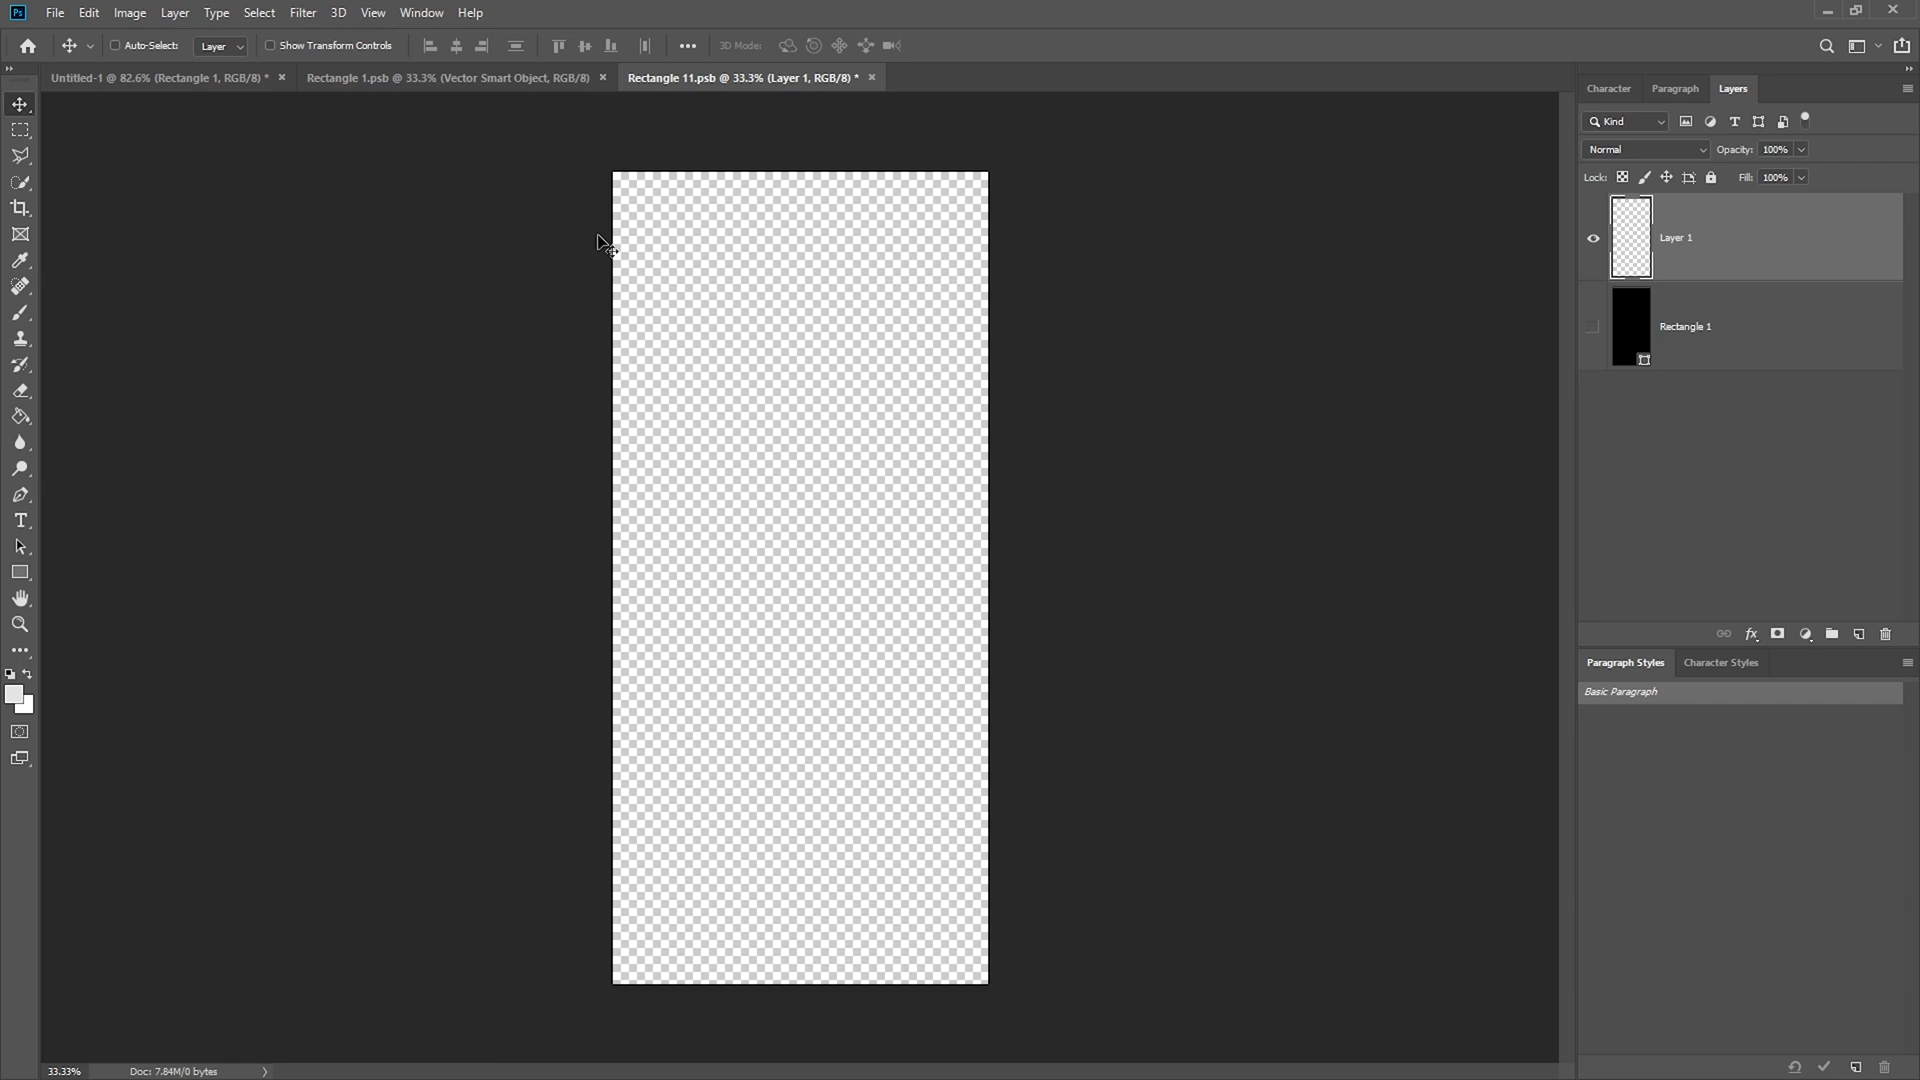 Ps File Edit Image Layer Type Select Filter 3D View Window Help
Auto-Select: Layer Show Transform Controls 3D Mode:
Untitled-1 @ 82.6% (Rectangle 1, RGB/8) * × Rectangle 1.psb @ 33.3% (Vector Smart Object, RGB/8) × Rectangle 11.psb @ 33.3% (Layer 1, RGB/8) * ×
Character Paragraph Layers
Kind
Normal Opacity: 100%
Lock: Fill: 100%
Layer 1
Rectangle 1
fx
Paragraph Styles Character Styles
Basic Paragraph
33.33% Doc: 7.84M/0 bytes